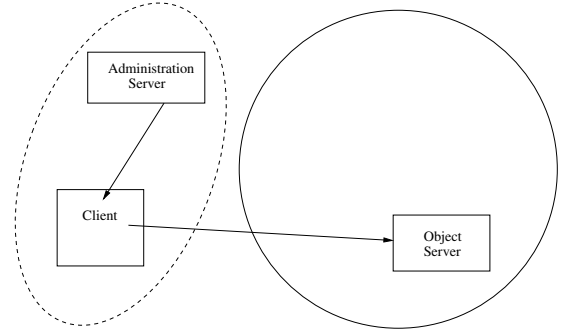 Administration
Server
Client
Object
Server